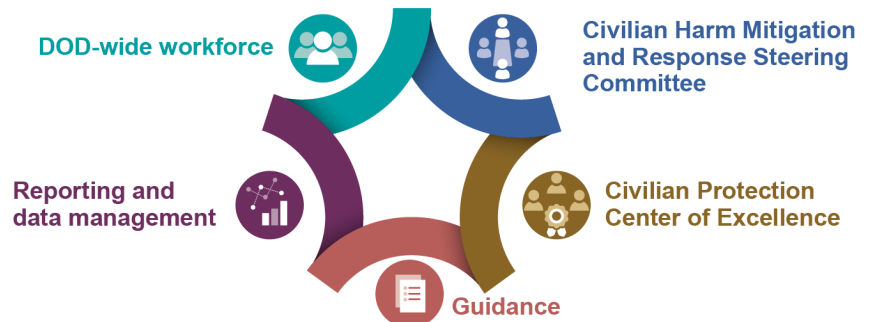 DOD-wide workforce
Civilian Harm Mitigation
and Response Steering
Committee
Reporting and
data management
Civilian Protection
Center of Excellence
Guidance